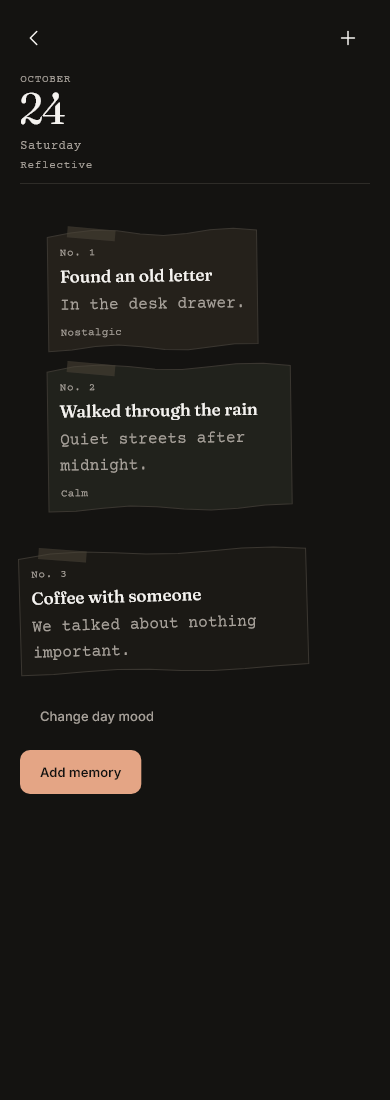 OCTOBER
24
Saturday
Reflective
No. 1
Found an old letter
In the desk drawer.
Nostalgic
No. 2
Walked through the rain
Quiet streets after
midnight.
Calm
No. 3
Coffee with someone
We talked about nothing
important.
Change day mood
Add memory